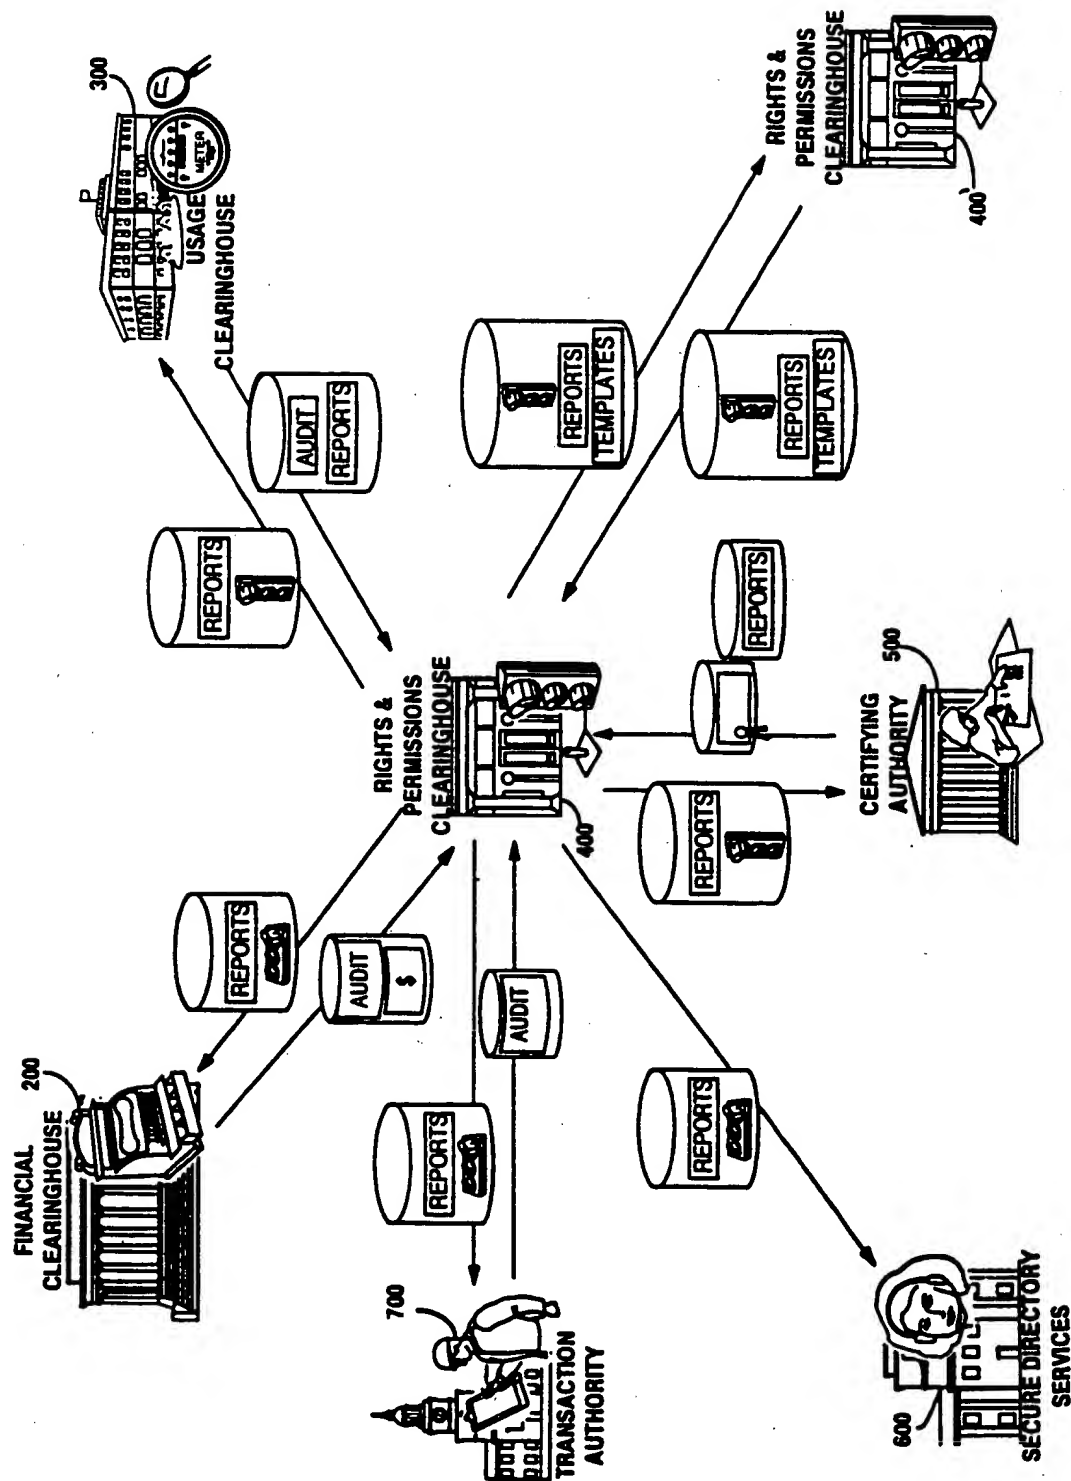 FINANCIAL
CLEARINGHOUSE
200
REPORTS
AUDIT
$
REPORTS
USAGE
CLEARINGHOUSE
300
METER
AUDIT
REPORTS
TRANSACTION
AUTHORITY
700
REPORTS
AUDIT
RIGHTS &
PERMISSIONS
CLEARINGHOUSE
400
REPORTS
TEMPLATES
REPORTS
TEMPLATES
RIGHTS &
PERMISSIONS
CLEARINGHOUSE
400'
SECURE DIRECTORY
SERVICES
600
REPORTS
REPORTS
REPORTS
CERTIFYING
AUTHORITY
500